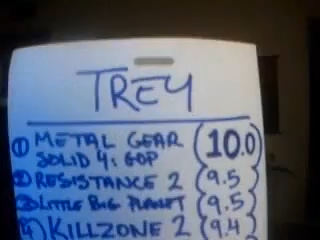 TREY
① METAL GEAR
SOLID 4: GOP (10.0)
② RESISTANCE 2 (9.5)
③ LITTLE BIG PLANET (9.5)
4) KILLZONE 2 (9.4)